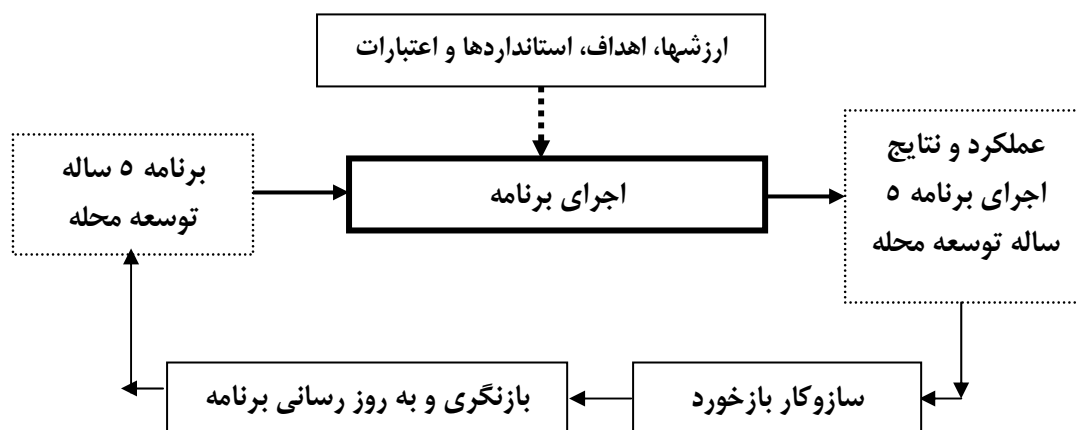 ارزشها، اهداف، استانداردها و اعتبارات
برنامه ۵ ساله
توسعه محله
اجرای برنامه
عملکرد و نتایج
اجرای برنامه ۵
ساله توسعه محله
سازوکار بازخورد
بازنگری و به روز رسانی برنامه